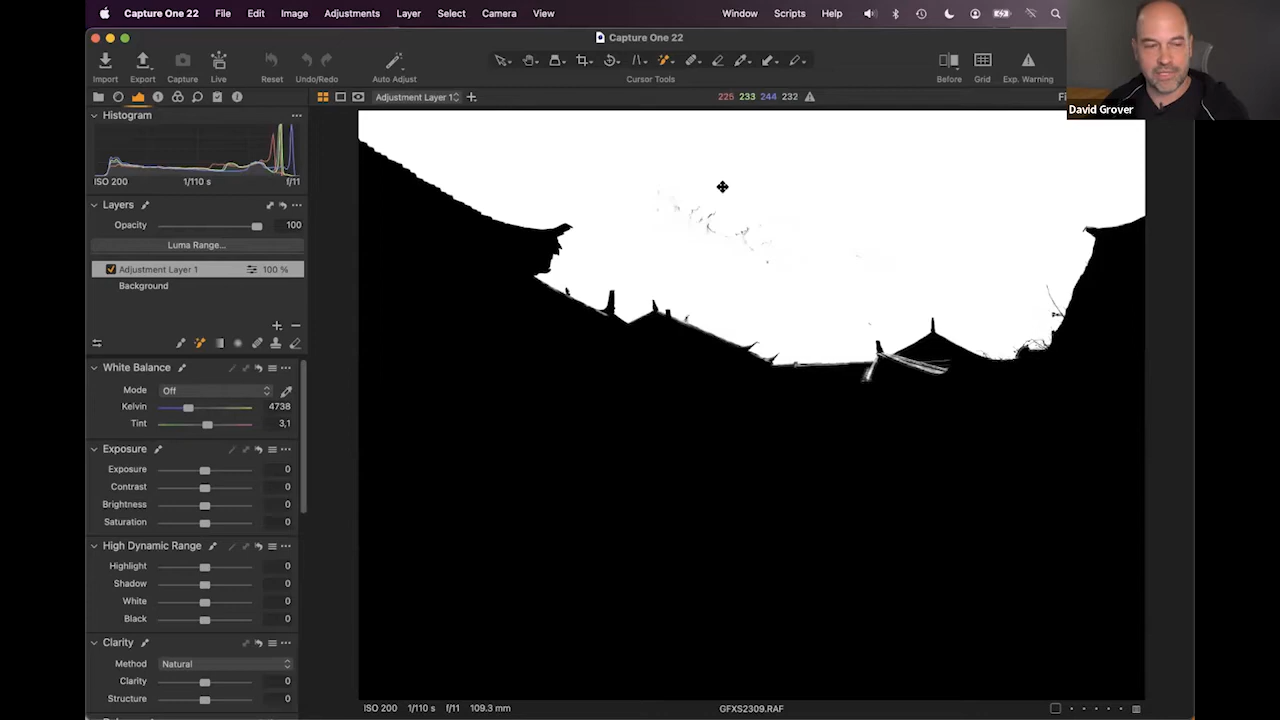 Capture One 22 File Edit Image Adjustments Layer Select Camera View Window Scripts Help
Capture One 22
Import Export Capture Live Reset Undo/Redo Auto Adjust Cursor Tools Before Grid Exp. Warning
David Grover
Adjustment Layer 1 225 233 244 232 Fi
Histogram
ISO 200 1/110 s f/11
Layers
Opacity 100
Luma Range...
Adjustment Layer 1 100 %
Background
White Balance
Mode Off
Kelvin 4738
Tint 3,1
Exposure
Exposure 0
Contrast 0
Brightness 0
Saturation 0
High Dynamic Range
Highlight 0
Shadow 0
White 0
Black 0
Clarity
Method Natural
Clarity 0
Structure 0
ISO 200 1/110 s f/11 109.3 mm GFXS2309.RAF